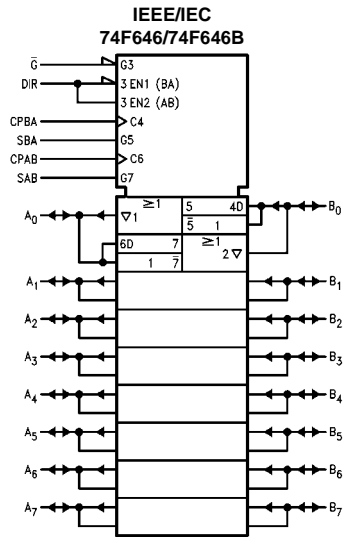 IEEE/IEC
74F646/74F646B
G̅ G3
DIR 3 EN1 (BA)
3 EN2 (AB)
CPBA C4
SBA G5
CPAB C6
SAB G7
A₀ ▽1 ≥1 5 4D B₀
5̅ 1
6D 7 ≥1
1 7̅ 2▽
A₁ B₁
A₂ B₂
A₃ B₃
A₄ B₄
A₅ B₅
A₆ B₆
A₇ B₇